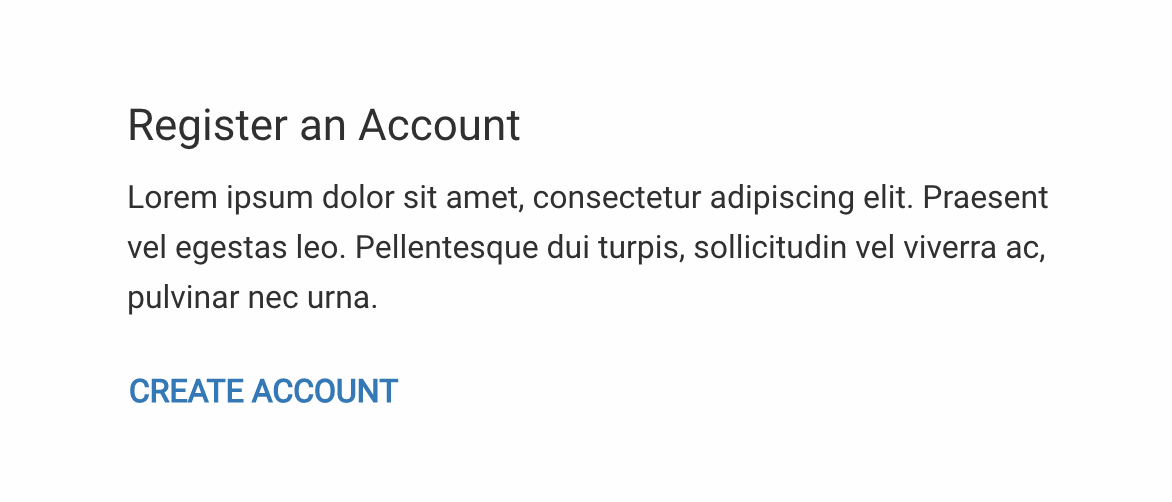 Register an Account
Lorem ipsum dolor sit amet, consectetur adipiscing elit. Praesent
vel egestas leo. Pellentesque dui turpis, sollicitudin vel viverra ac,
pulvinar nec urna.
CREATE ACCOUNT